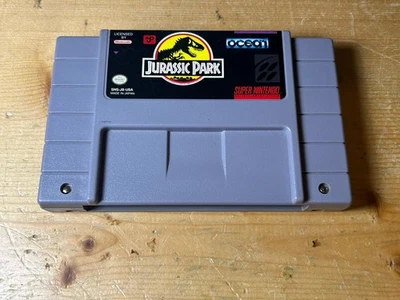 LICENSED
BY
Nintendo
ocean
JURASSIC PARK
SNS-J8-USA
MADE IN JAPAN
SUPER NINTENDO